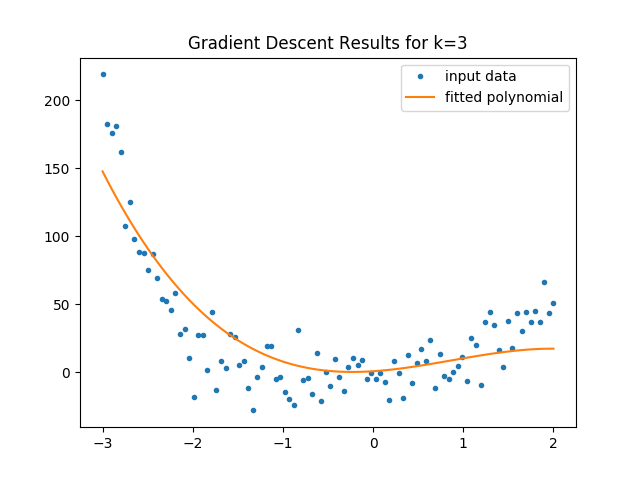 Gradient Descent Results for k=3
input data
fitted polynomial
200
150
100
50
0
−3 −2 −1 0 1 2